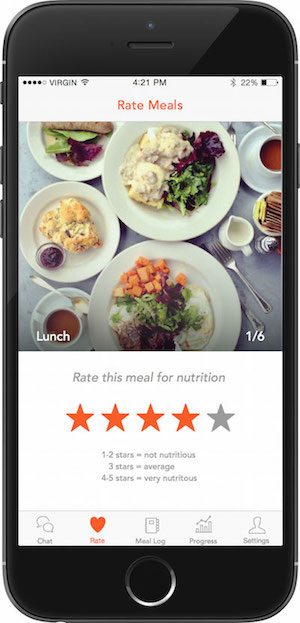 VIRGIN 4:21 PM 22%
Rate Meals
Lunch 1/6
Rate this meal for nutrition
1-2 stars = not nutritious
3 stars = average
4-5 stars = very nutritous
Chat Rate Meal Log Progress Settings